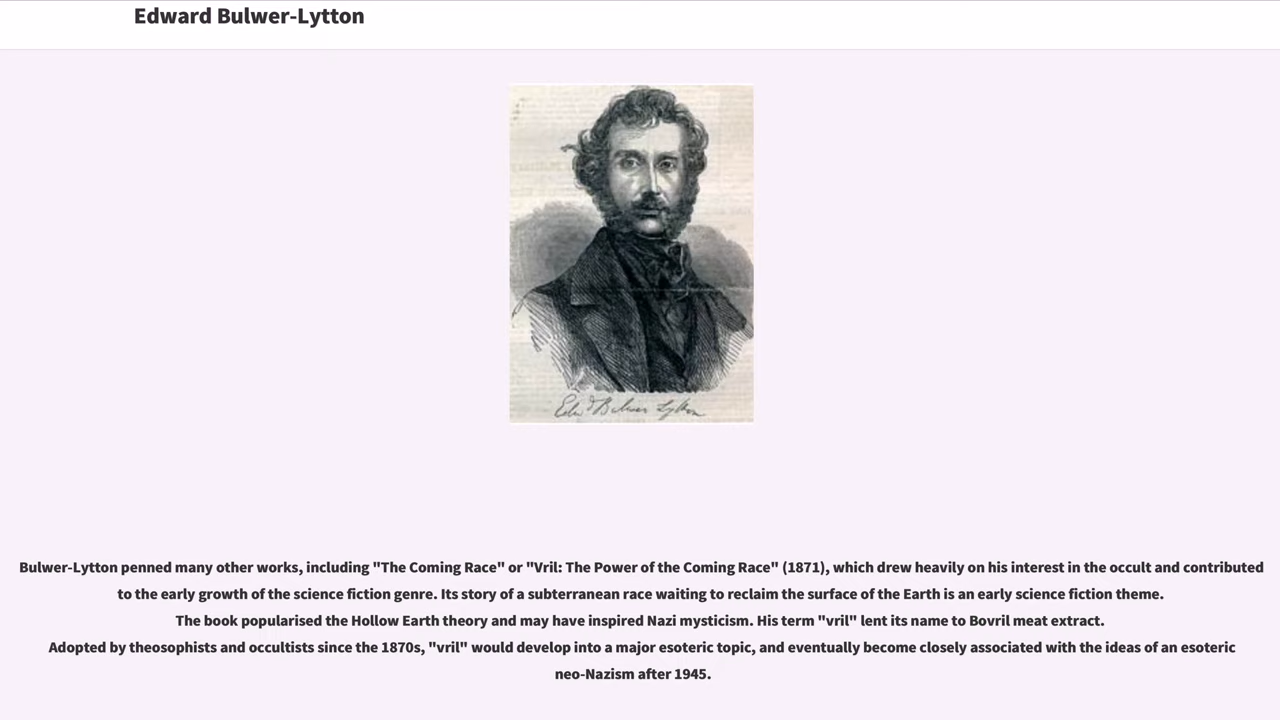 Edward Bulwer-Lytton
Edwd Bulwer Lytton
Bulwer-Lytton penned many other works, including "The Coming Race" or "Vril: The Power of the Coming Race" (1871), which drew heavily on his interest in the occult and contributed
to the early growth of the science fiction genre. Its story of a subterranean race waiting to reclaim the surface of the Earth is an early science fiction theme.
The book popularised the Hollow Earth theory and may have inspired Nazi mysticism. His term "vril" lent its name to Bovril meat extract.
Adopted by theosophists and occultists since the 1870s, "vril" would develop into a major esoteric topic, and eventually become closely associated with the ideas of an esoteric
neo-Nazism after 1945.